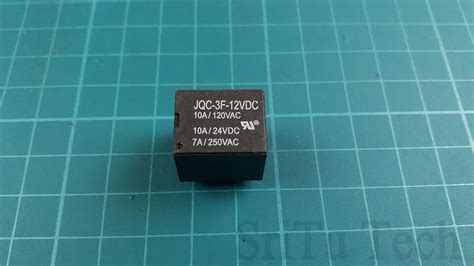 JQC-3F-12VDC
10A/120VAC
10A/24VDC
7A/250VAC
SriTu Tech